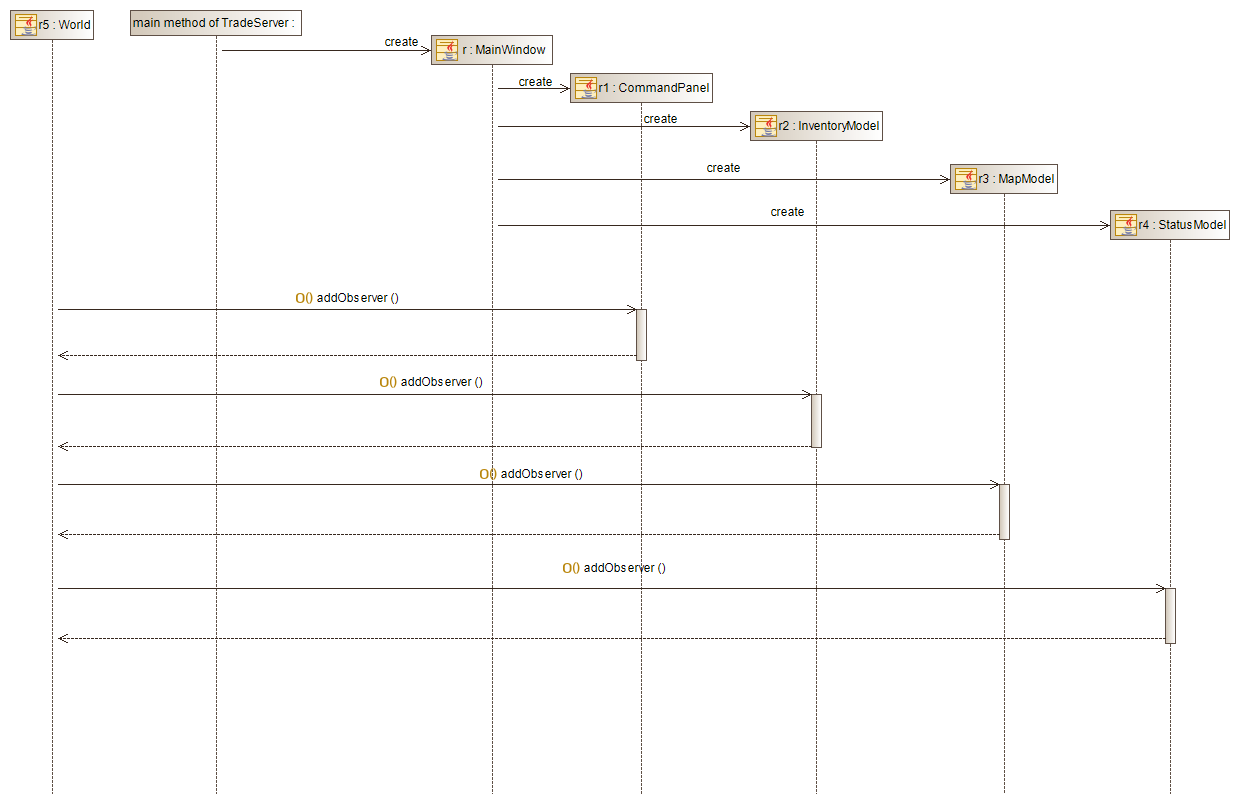 r5 : World
main method of TradeServer :
create
r : MainWindow
create
r1 : CommandPanel
create
r2 : InventoryModel
create
r3 : MapModel
create
r4 : StatusModel
O() addObserver ()
O() addObserver ()
O() addObserver ()
O() addObserver ()